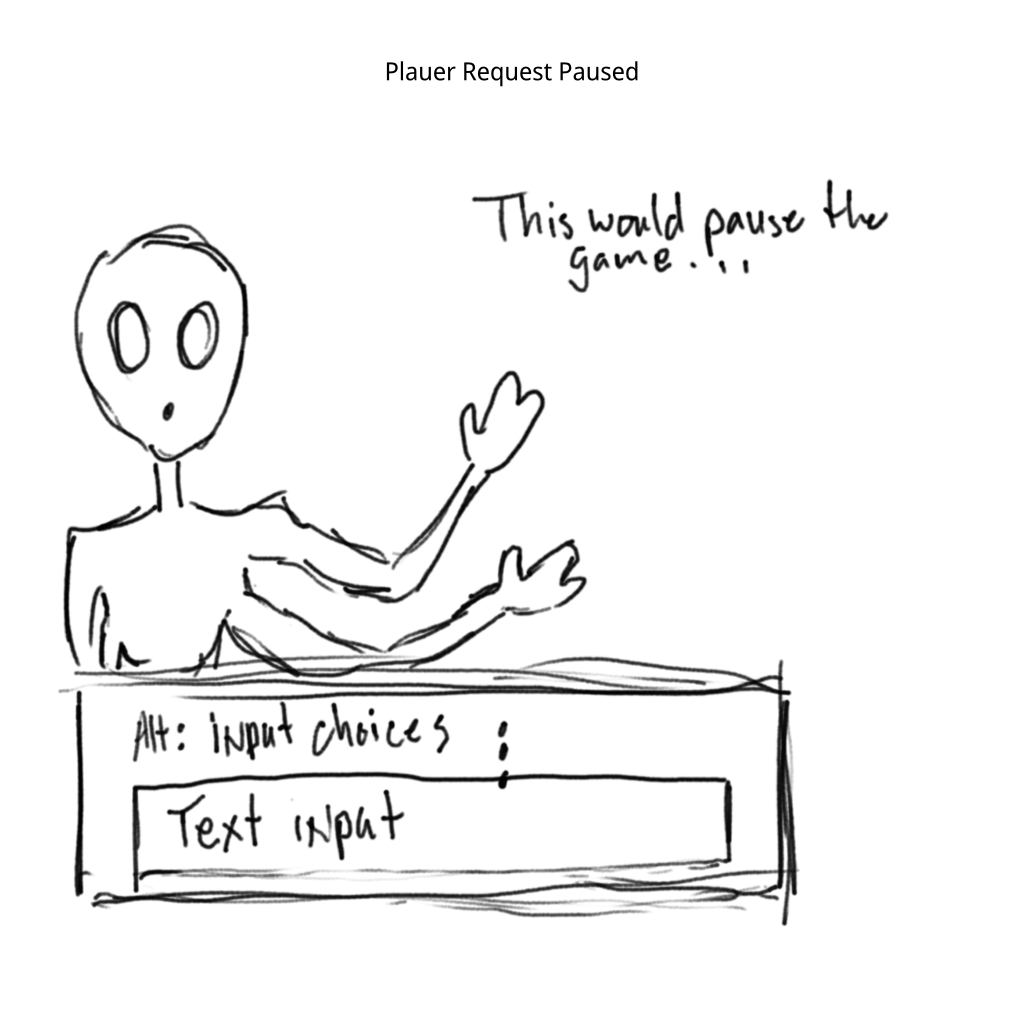 Plauer Request Paused
This would pause the
game...
Alt: input choices :
Text input